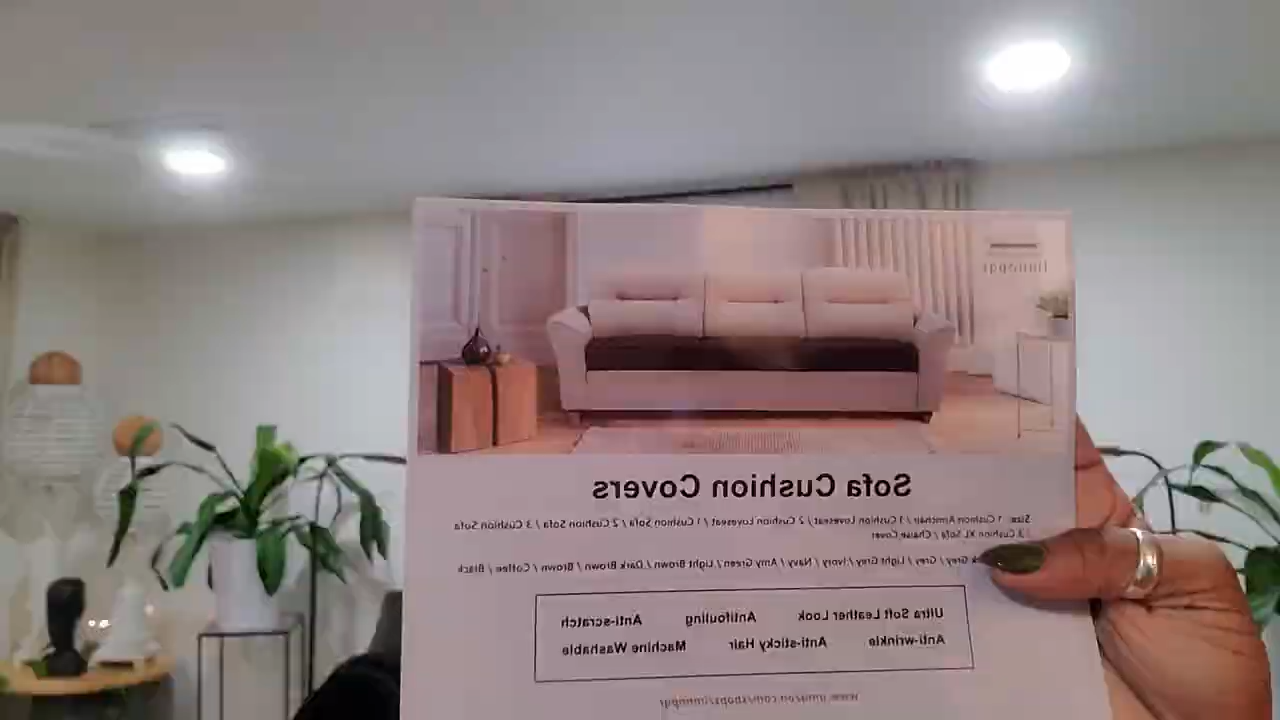 Sofa Cushion Covers
Size: 1 Cushion Armchair / 1 Cushion Loveseat / 2 Cushion Loveseat / 1 Cushion Sofa / 2 Cushion Sofa / 3 Cushion Sofa
/ 3 Cushion XL Sofa / Chaise Cover
Grey / Grey / Light Grey / Ivory / Navy / Amy Green / Light Brown / Dark Brown / Brown / Coffee / Black
Ultra Soft Leather Look Antifouling Anti-scratch
Anti-wrinkle Anti-sticky Hair Machine Washable